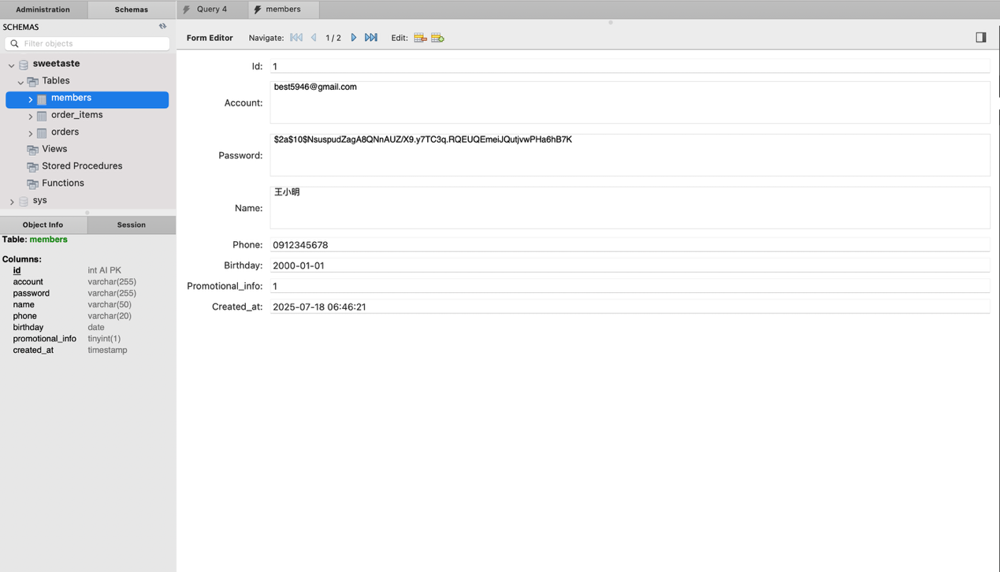 Administration
Schemas
Query 4
members
SCHEMAS
Filter objects
sweetaste
Tables
members
order_items
orders
Views
Stored Procedures
Functions
sys
Object Info
Session
Table: members
Columns:
id int AI PK
account varchar(255)
password varchar(255)
name varchar(50)
phone varchar(20)
birthday date
promotional_info tinyint(1)
created_at timestamp
Form Editor Navigate: 1 / 2 Edit:
Id: 1
Account: best5946@gmail.com
Password: $2a$10$NsuspudZagA8QNnAUZ/X9.y7TC3q.RQEUQEmeiJQutjvwPHa6hB7K
Name: 王小明
Phone: 0912345678
Birthday: 2000-01-01
Promotional_info: 1
Created_at: 2025-07-18 06:46:21